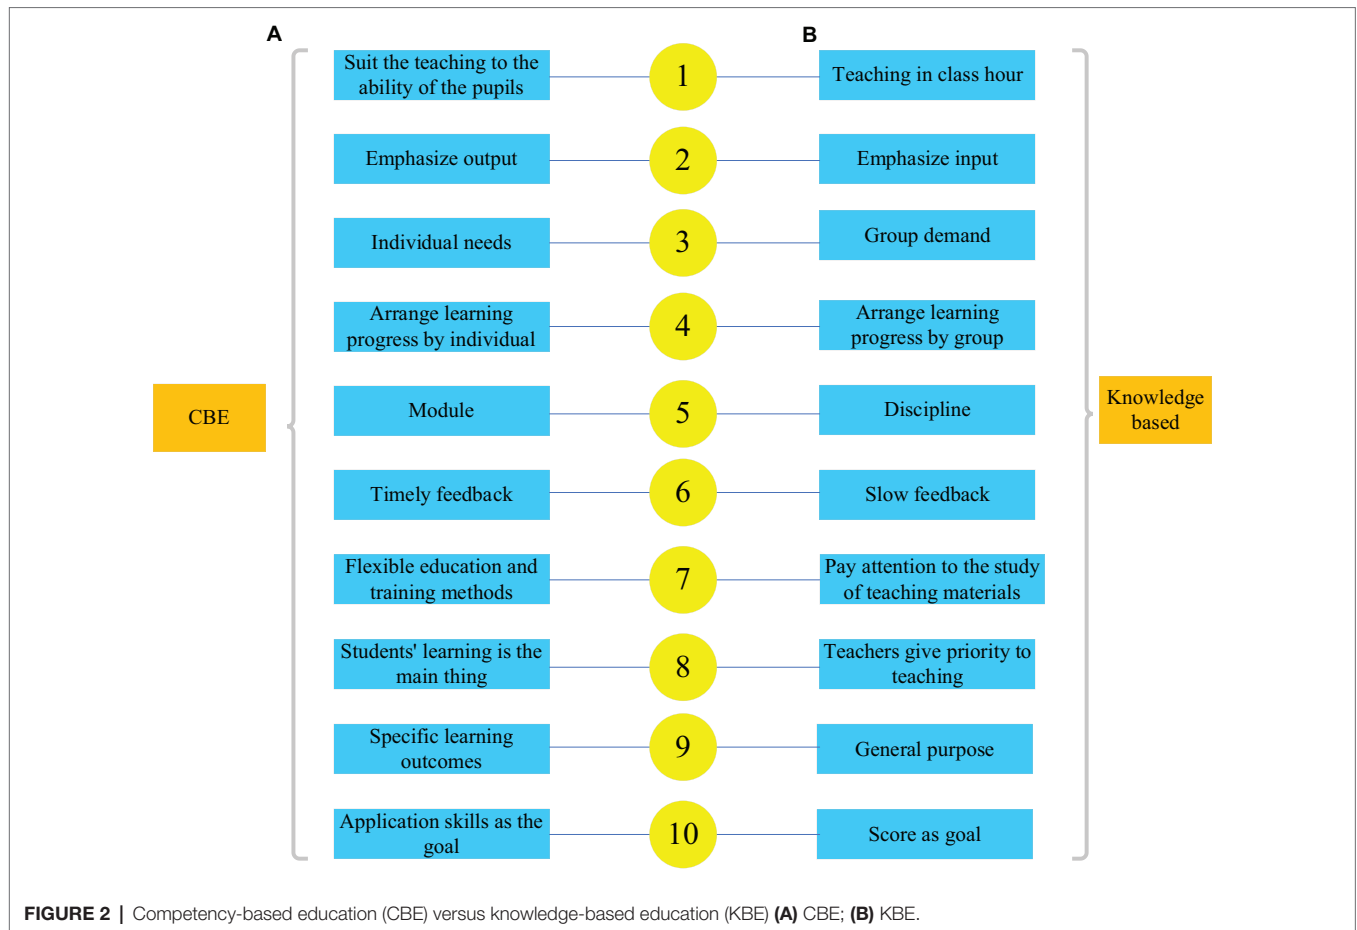 A
B
Suit the teaching to the
ability of the pupils
1
Teaching in class hour
Emphasize output
2
Emphasize input
Individual needs
3
Group demand
Arrange learning
progress by individual
4
Arrange learning
progress by group
CBE
Module
5
Discipline
Knowledge
based
Timely feedback
6
Slow feedback
Flexible education and
training methods
7
Pay attention to the study
of teaching materials
Students' learning is the
main thing
8
Teachers give priority to
teaching
Specific learning
outcomes
9
General purpose
Application skills as the
goal
10
Score as goal
FIGURE 2 | Competency-based education (CBE) versus knowledge-based education (KBE) (A) CBE; (B) KBE.